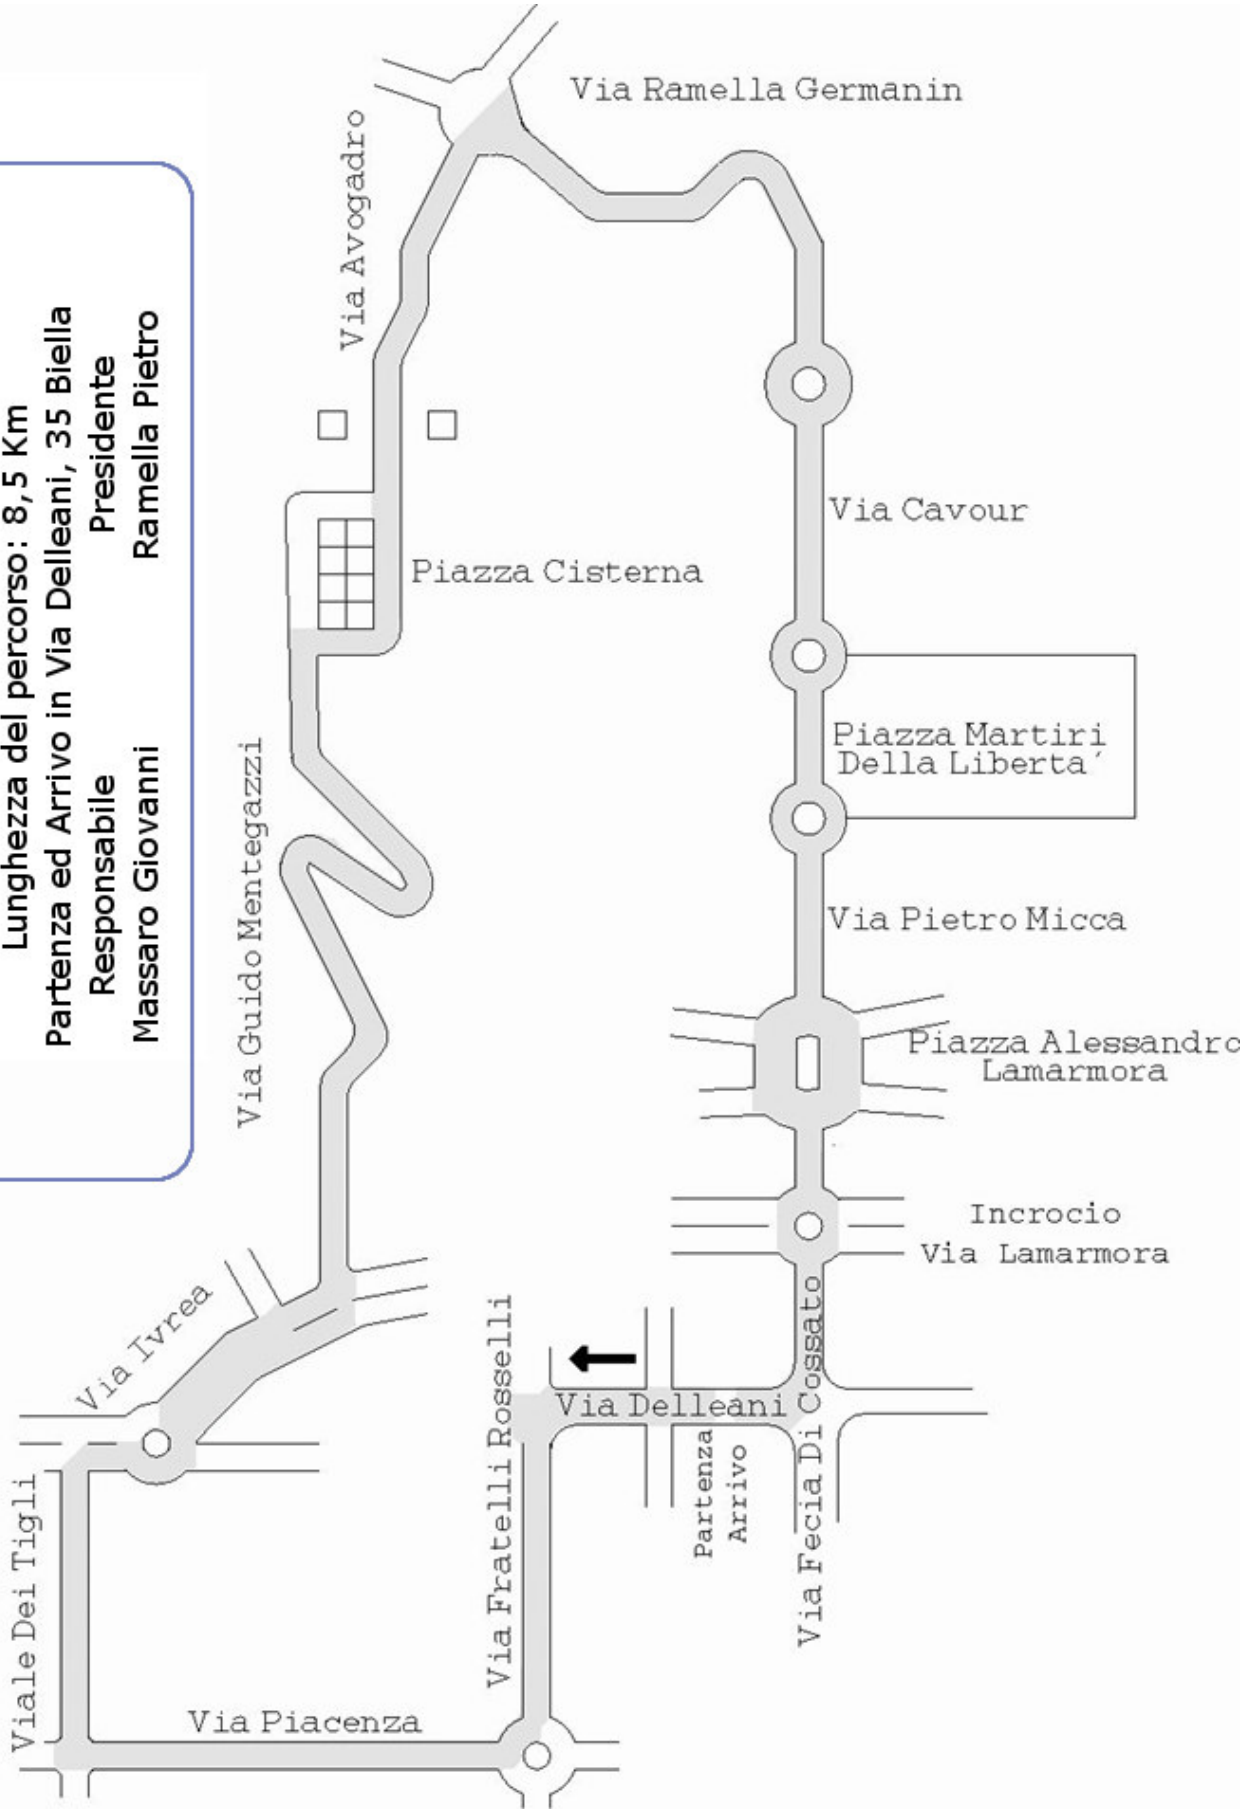 Lunghezza del percorso: 8,5 Km
Partenza ed Arrivo in Via Delleani, 35 Biella
Responsabile Presidente
Massaro Giovanni Ramella Pietro
Via Ramella Germanin
Via Avogadro
Via Cavour
Piazza Cisterna
Piazza Martiri
Della Liberta´
Via Guido Mentegazzi
Via Pietro Micca
Piazza Alessandro
Lamarmora
Incrocio
Via Lamarmora
Via Ivrea
Via Fratelli Rosselli
Via Delleani
Via Fecia Di Cossato
Partenza
Arrivo
Viale Dei Tigli
Via Piacenza